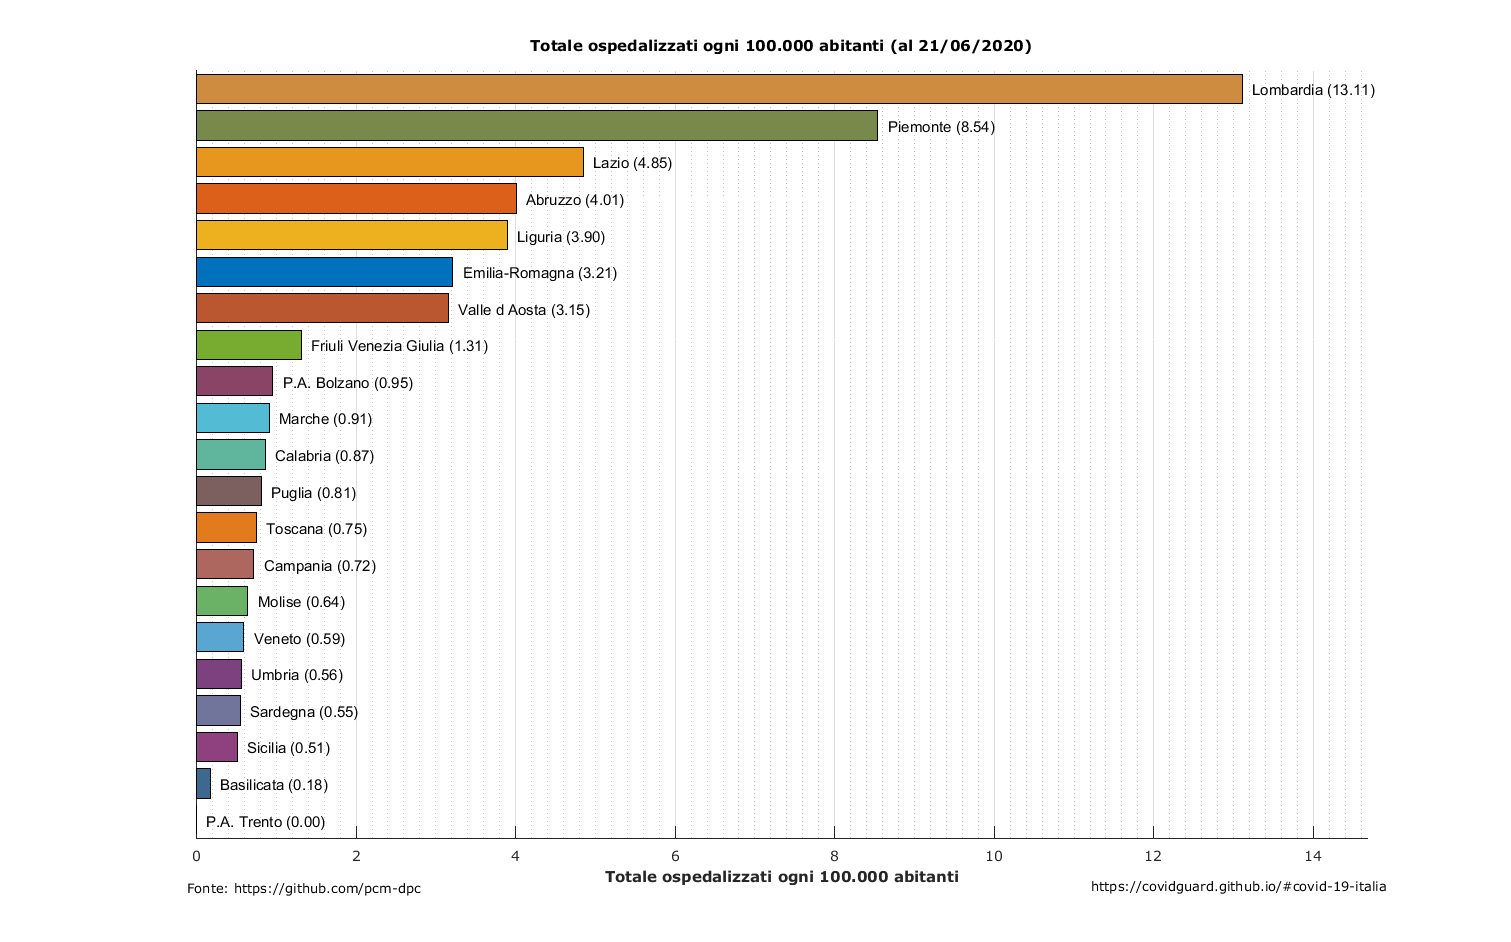 Totale ospedalizzati ogni 100.000 abitanti (al 21/06/2020)
Lombardia (13.11)
Piemonte (8.54)
Lazio (4.85)
Abruzzo (4.01)
Liguria (3.90)
Emilia-Romagna (3.21)
Valle d Aosta (3.15)
Friuli Venezia Giulia (1.31)
P.A. Bolzano (0.95)
Marche (0.91)
Calabria (0.87)
Puglia (0.81)
Toscana (0.75)
Campania (0.72)
Molise (0.64)
Veneto (0.59)
Umbria (0.56)
Sardegna (0.55)
Sicilia (0.51)
Basilicata (0.18)
P.A. Trento (0.00)
0 2 4 6 8 10 12 14
Totale ospedalizzati ogni 100.000 abitanti
Fonte: https://github.com/pcm-dpc
https://covidguard.github.io/#covid-19-italia